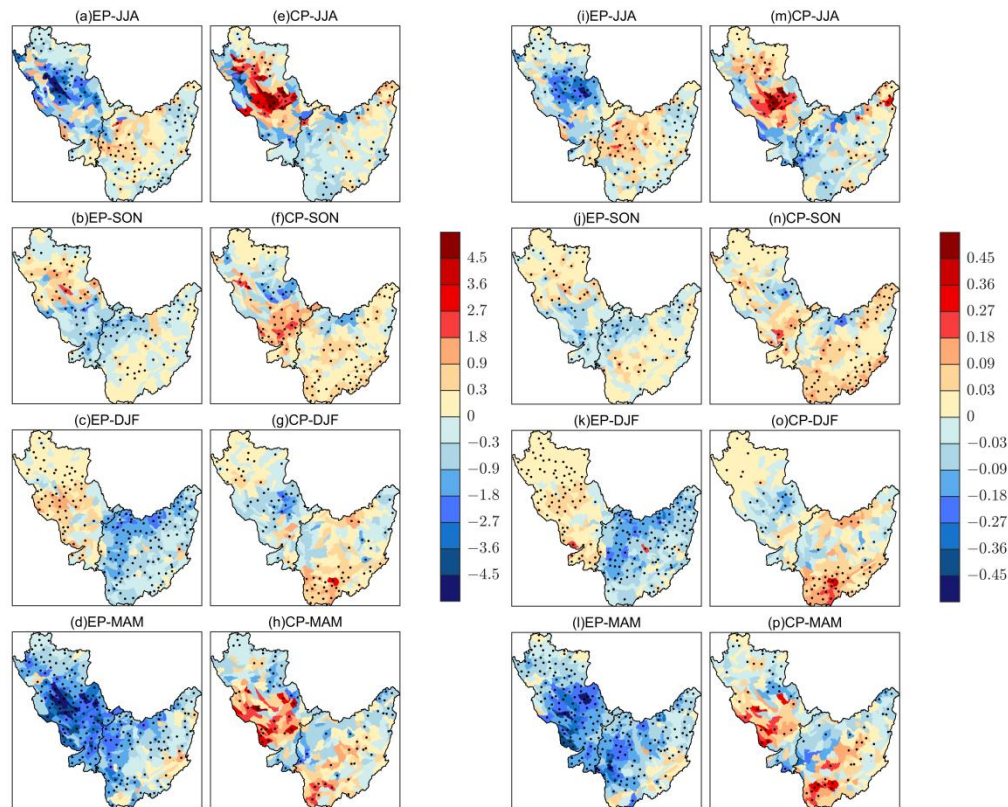 (a)EP-JJA
(e)CP-JJA
(i)EP-JJA
(m)CP-JJA
(b)EP-SON
(f)CP-SON
(j)EP-SON
(n)CP-SON
4.5
3.6
2.7
1.8
0.9
0.3
0
−0.3
−0.9
−1.8
−2.7
−3.6
−4.5
0.45
0.36
0.27
0.18
0.09
0.03
0
−0.03
−0.09
−0.18
−0.27
−0.36
−0.45
(c)EP-DJF
(g)CP-DJF
(k)EP-DJF
(o)CP-DJF
(d)EP-MAM
(h)CP-MAM
(l)EP-MAM
(p)CP-MAM